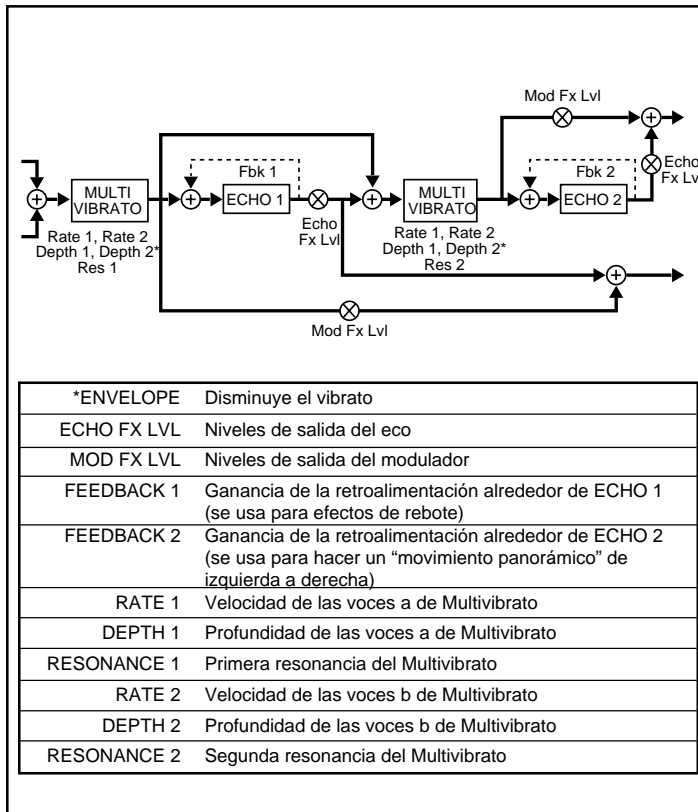 Mod Fx Lvl
Fbk 1
Fbk 2
Echo
Fx Lvl
MULTI
VIBRATO
ECHO 1
MULTI
VIBRATO
ECHO 2
Echo
Fx Lvl
Rate 1, Rate 2
Depth 1, Depth 2*
Res 1
Rate 1, Rate 2
Depth 1, Depth 2*
Res 2
Mod Fx Lvl
*ENVELOPE Disminuye el vibrato
ECHO FX LVL Niveles de salida del eco
MOD FX LVL Niveles de salida del modulador
FEEDBACK 1 Ganancia de la retroalimentación alrededor de ECHO 1
(se usa para efectos de rebote)
FEEDBACK 2 Ganancia de la retroalimentación alrededor de ECHO 2
(se usa para hacer un “movimiento panorámico” de
izquierda a derecha)
RATE 1 Velocidad de las voces a de Multivibrato
DEPTH 1 Profundidad de las voces a de Multivibrato
RESONANCE 1 Primera resonancia del Multivibrato
RATE 2 Velocidad de las voces b de Multivibrato
DEPTH 2 Profundidad de las voces b de Multivibrato
RESONANCE 2 Segunda resonancia del Multivibrato